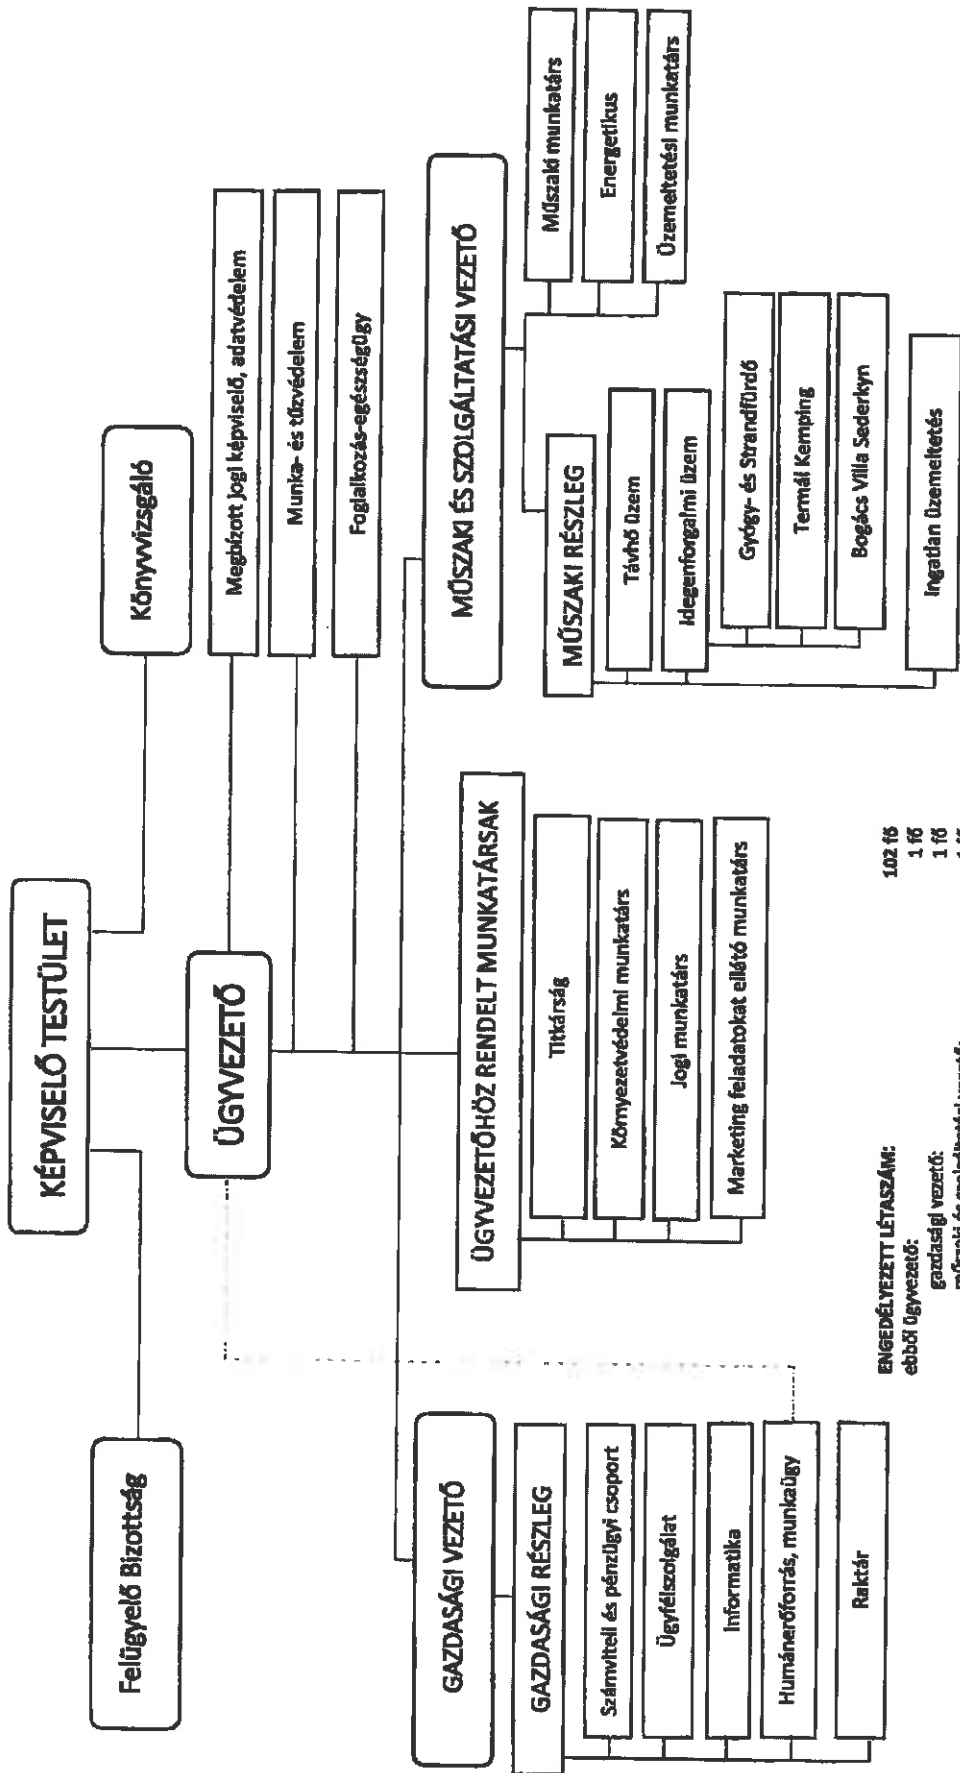 KÉPVISELŐ TESTÜLET
Felügyelő Bizottság
Könyvvizsgáló
ÜGYVEZETŐ
Megbízott jogi képviselő, adatvédelem
Munka- és tűzvédelem
Foglalkozás-egészségügy
GAZDASÁGI VEZETŐ
GAZDASÁGI RÉSZLEG
Számviteli és pénzügyi csoport
Ügyfélszolgálat
Informatika
Humánerőforrás, munkaügy
Raktár
ÜGYVEZETŐHÖZ RENDELT MUNKATÁRSAK
Titkárság
Környezetvédelmi munkatárs
Jogi munkatárs
Marketing feladatokat ellátó munkatárs
MŰSZAKI ÉS SZOLGÁLTATÁSI VEZETŐ
MŰSZAKI RÉSZLEG
Távhő üzem
Idegenforgalmi üzem
Gyógy- és Strandfürdő
Termál Kemping
Bogács Villa Sederkyn
Ingatlan üzemeltetés
Műszaki munkatárs
Energetikus
Üzemeltetési munkatárs
ENGEDÉLYEZETT LÉTASZÁM: 102 fő
ebből ügyvezető: 1 fő
gazdasági vezető: 1 fő